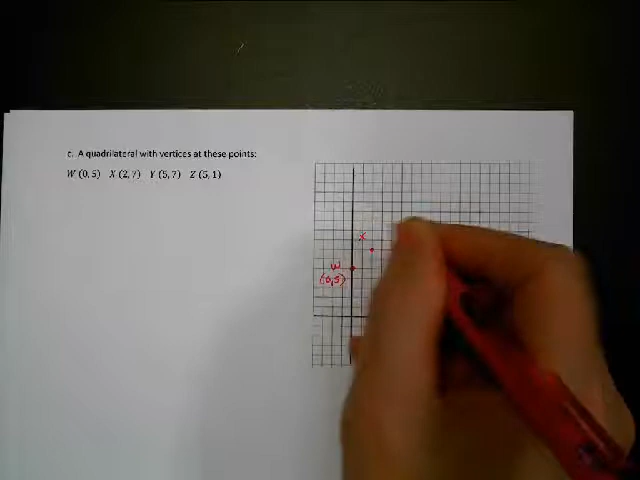 c. A quadrilateral with vertices at these points:
W (0, 5) X (2, 7) Y (5, 7) Z (5, 1)
X
W
(0,5)